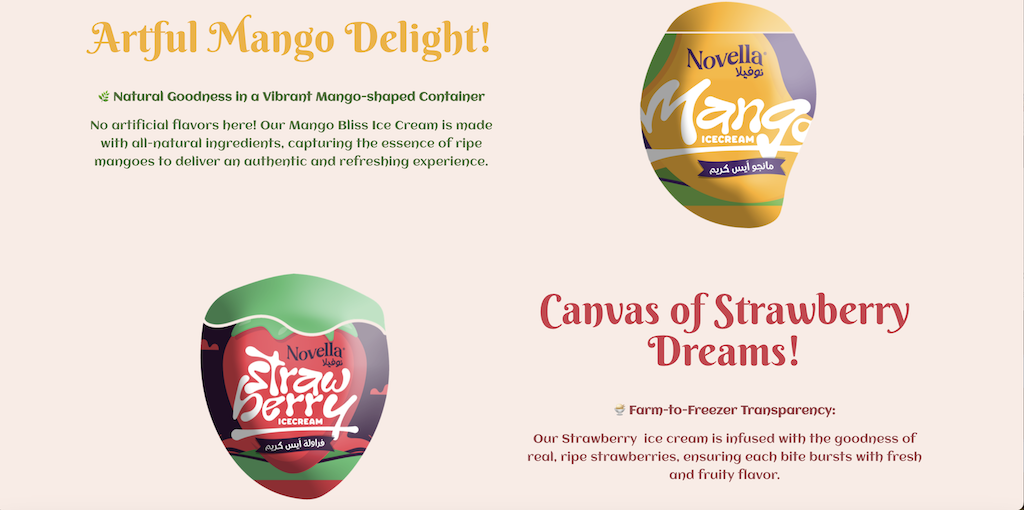 Artful Mango Delight!
🌿 Natural Goodness in a Vibrant Mango-shaped Container
No artificial flavors here! Our Mango Bliss Ice Cream is made
with all-natural ingredients, capturing the essence of ripe
mangoes to deliver an authentic and refreshing experience.
Novella
نوفيلا
Mango
ICECREAM
مانجو أيس كريم
Novella
نوفيلا
straw
berry
ICECREAM
فراولة أيس كريم
Canvas of Strawberry
Dreams!
🍨 Farm-to-Freezer Transparency:
Our Strawberry ice cream is infused with the goodness of
real, ripe strawberries, ensuring each bite bursts with fresh
and fruity flavor.